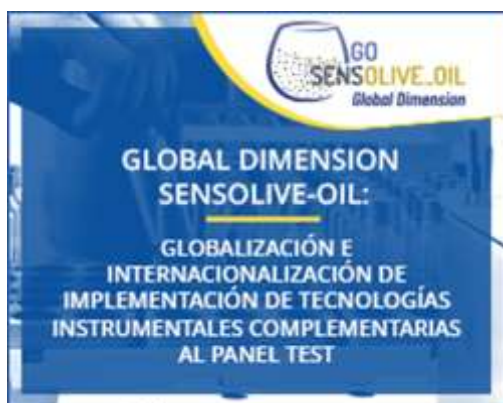 GO
SENSOLIVE_OIL
Global Dimension
GLOBAL DIMENSION
SENSOLIVE-OIL:
GLOBALIZACIÓN E
INTERNACIONALIZACIÓN DE
IMPLEMENTACIÓN DE TECNOLOGÍAS
INSTRUMENTALES COMPLEMENTARIAS
AL PANEL TEST